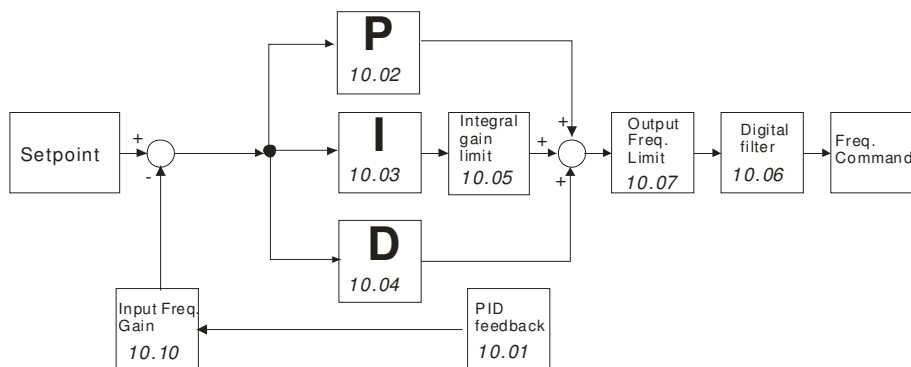 P
10.02
Setpoint
+
-
I
10.03
Integral
gain
limit
10.05
+
+
+
Output
Freq.
Limit
10.07
Digital
filter
10.06
Freq.
Command
D
10.04
Input Freq.
Gain
10.10
PID
feedback
10.01